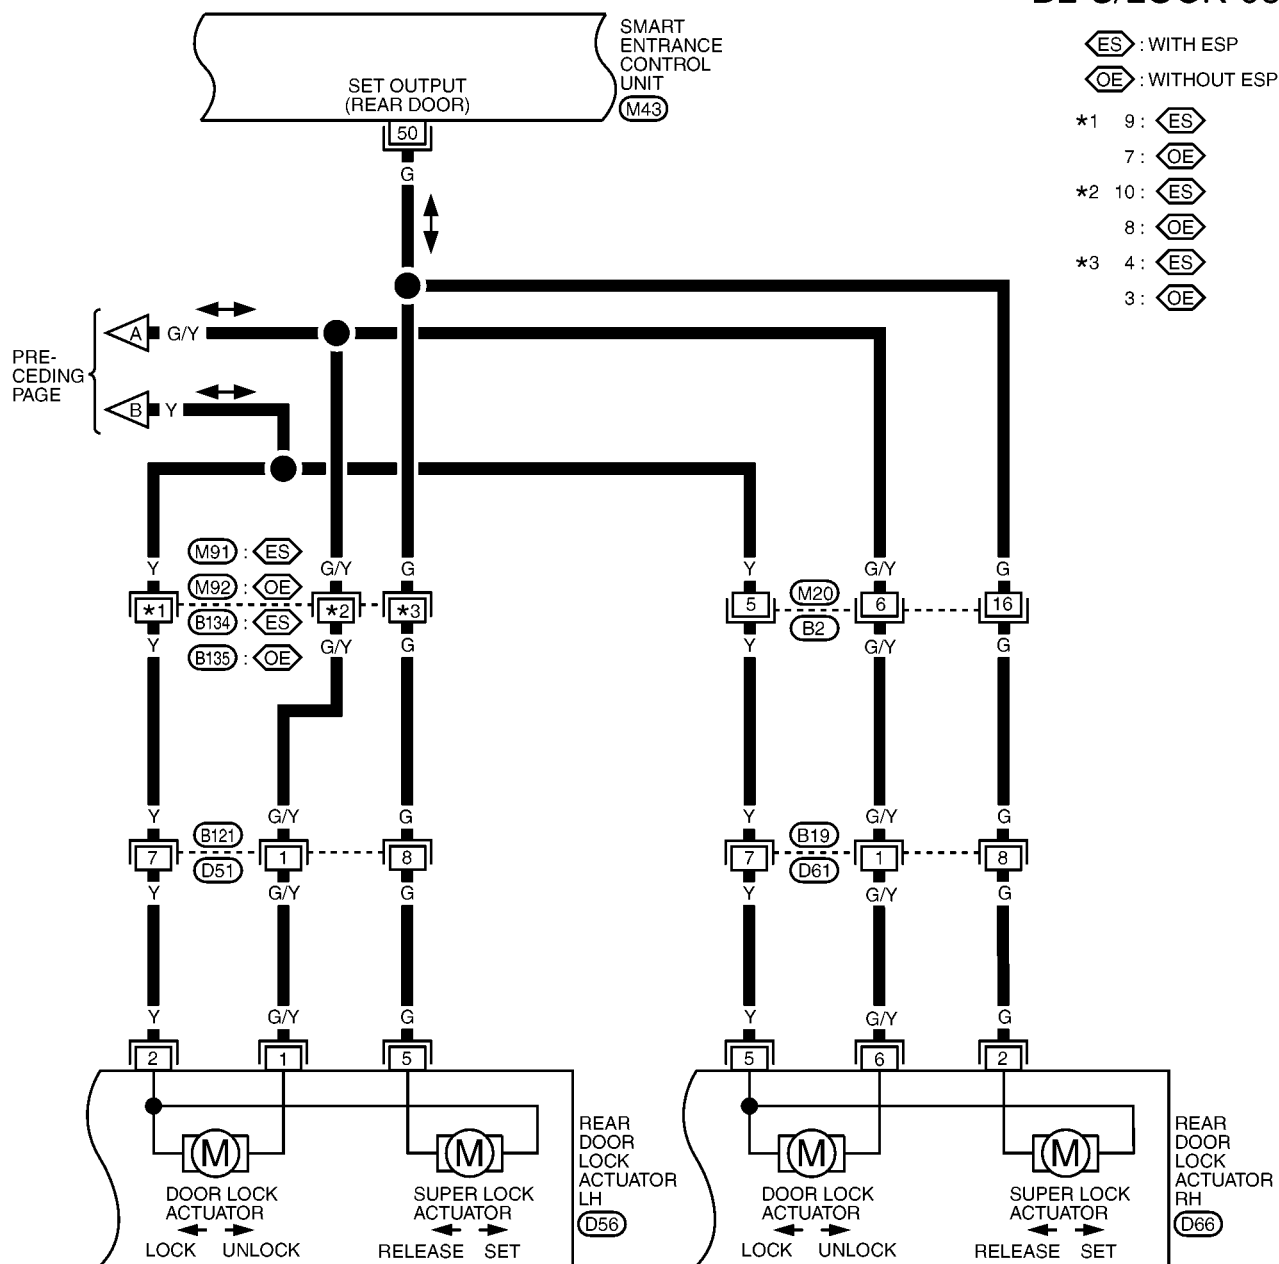 SMART
ENTRANCE
CONTROL
UNIT
M43
SET OUTPUT
(REAR DOOR)
50
G
ES : WITH ESP
OE : WITHOUT ESP
*1 9 : ES
7 : OE
*2 10 : ES
8 : OE
*3 4 : ES
3 : OE
PRE-
CEDING
PAGE
A G/Y
B Y
M91 : ES
M92 : OE
B134 : ES
B135 : OE
Y G/Y G Y G/Y G
*1 *2 *3 5 M20 6 16
B2
Y G/Y G Y G/Y G
Y G/Y G Y G/Y G
7 B121 1 8 7 B19 1 8
D51 D61
Y G/Y G Y G/Y G
Y G/Y G Y G/Y G
2 1 5 5 6 2
M M M M
DOOR LOCK
ACTUATOR
LOCK UNLOCK
SUPER LOCK
ACTUATOR
RELEASE SET
REAR
DOOR
LOCK
ACTUATOR
LH
D56
DOOR LOCK
ACTUATOR
LOCK UNLOCK
SUPER LOCK
ACTUATOR
RELEASE SET
REAR
DOOR
LOCK
ACTUATOR
RH
D66